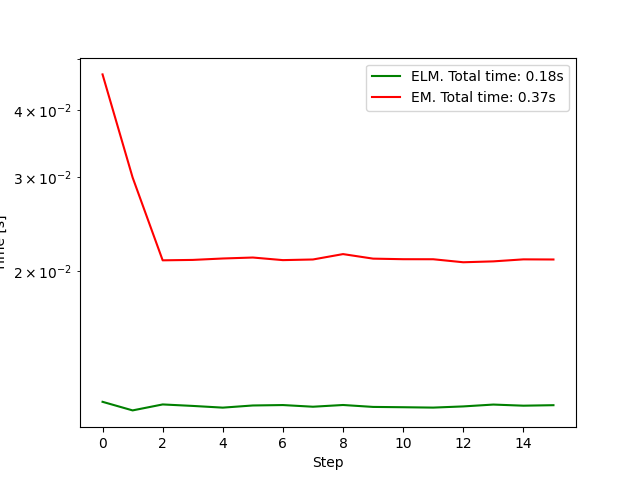 ELM. Total time: 0.18s
EM. Total time: 0.37s
4 × 10⁻²
3 × 10⁻²
2 × 10⁻²
0 2 4 6 8 10 12 14
Step